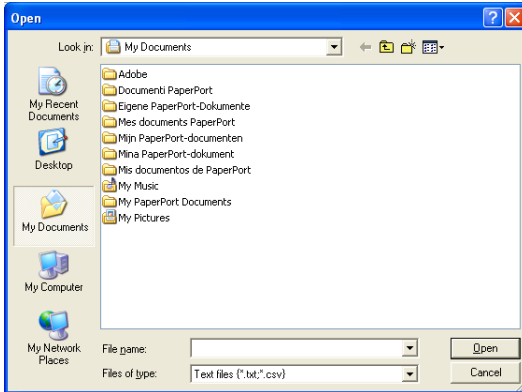 Open
Look in: My Documents
My Recent
Documents
Desktop
My Documents
My Computer
My Network
Places
Adobe
Documenti PaperPort
Eigene PaperPort-Dokumente
Mes documents PaperPort
Mijn PaperPort-documenten
Mina PaperPort-dokument
Mis documentos de PaperPort
My Music
My PaperPort Documents
My Pictures
File name: Open
Files of type: Text files {*.txt;*.csv} Cancel